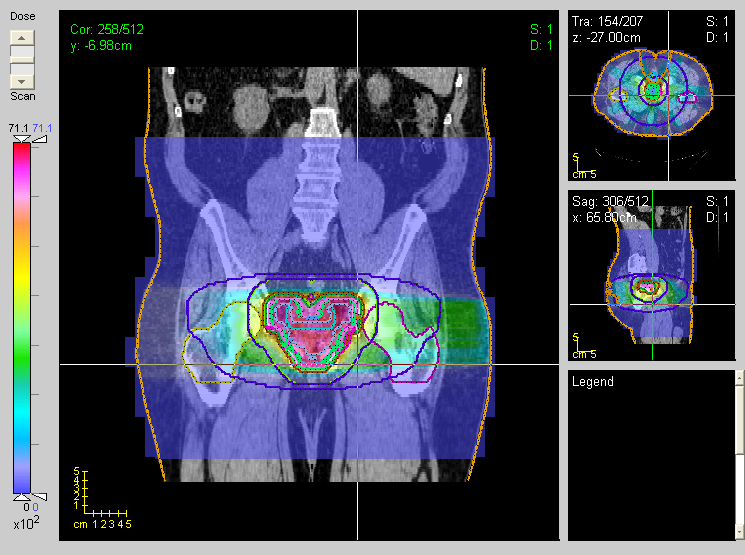 Dose
Scan
71.1 71.1
0 0
x10²
Cor: 258/512
y: -6.98cm
S: 1
D: 1
5
4
3
2
1
cm 1 2 3 4 5
Tra: 154/207
z: -27.00cm
S: 1
D: 1
5
cm 5
Sag: 306/512
x: 65.80cm
S: 1
D: 1
5
cm 5
Legend